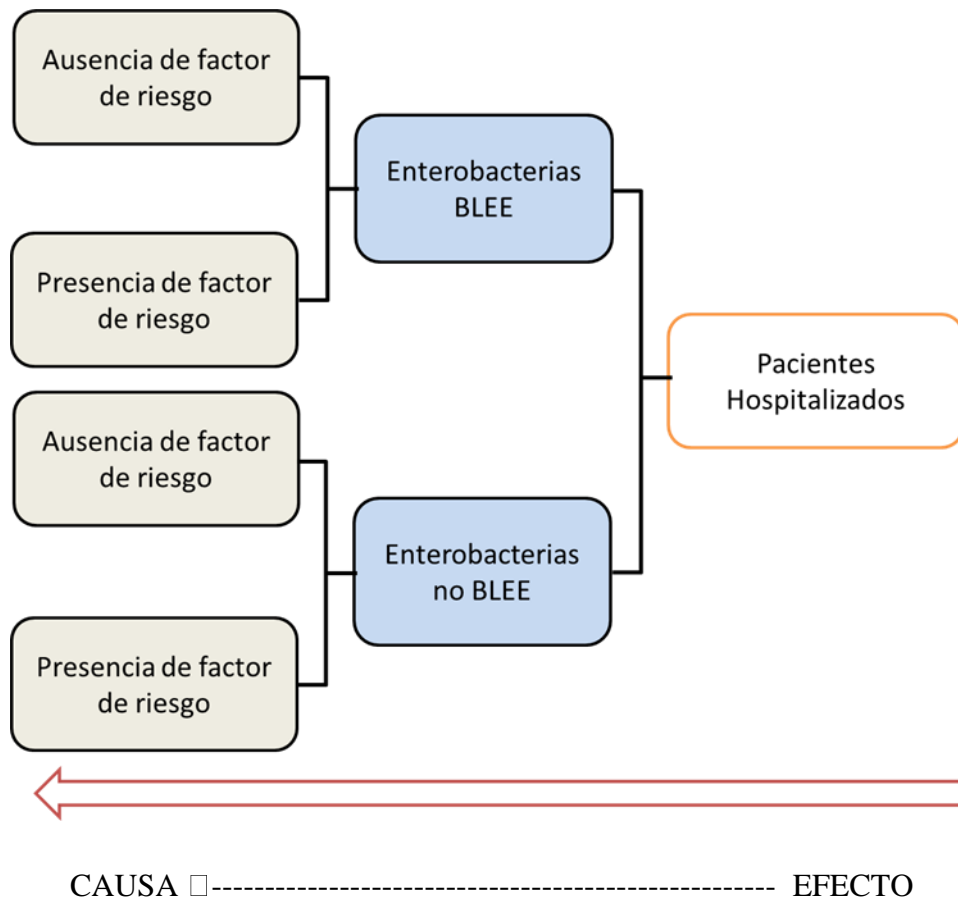 Ausencia de factor
de riesgo
Presencia de factor
de riesgo
Enterobacterias
BLEE
Ausencia de factor
de riesgo
Presencia de factor
de riesgo
Enterobacterias
no BLEE
Pacientes
Hospitalizados
CAUSA □----------------------------------------------------- EFECTO